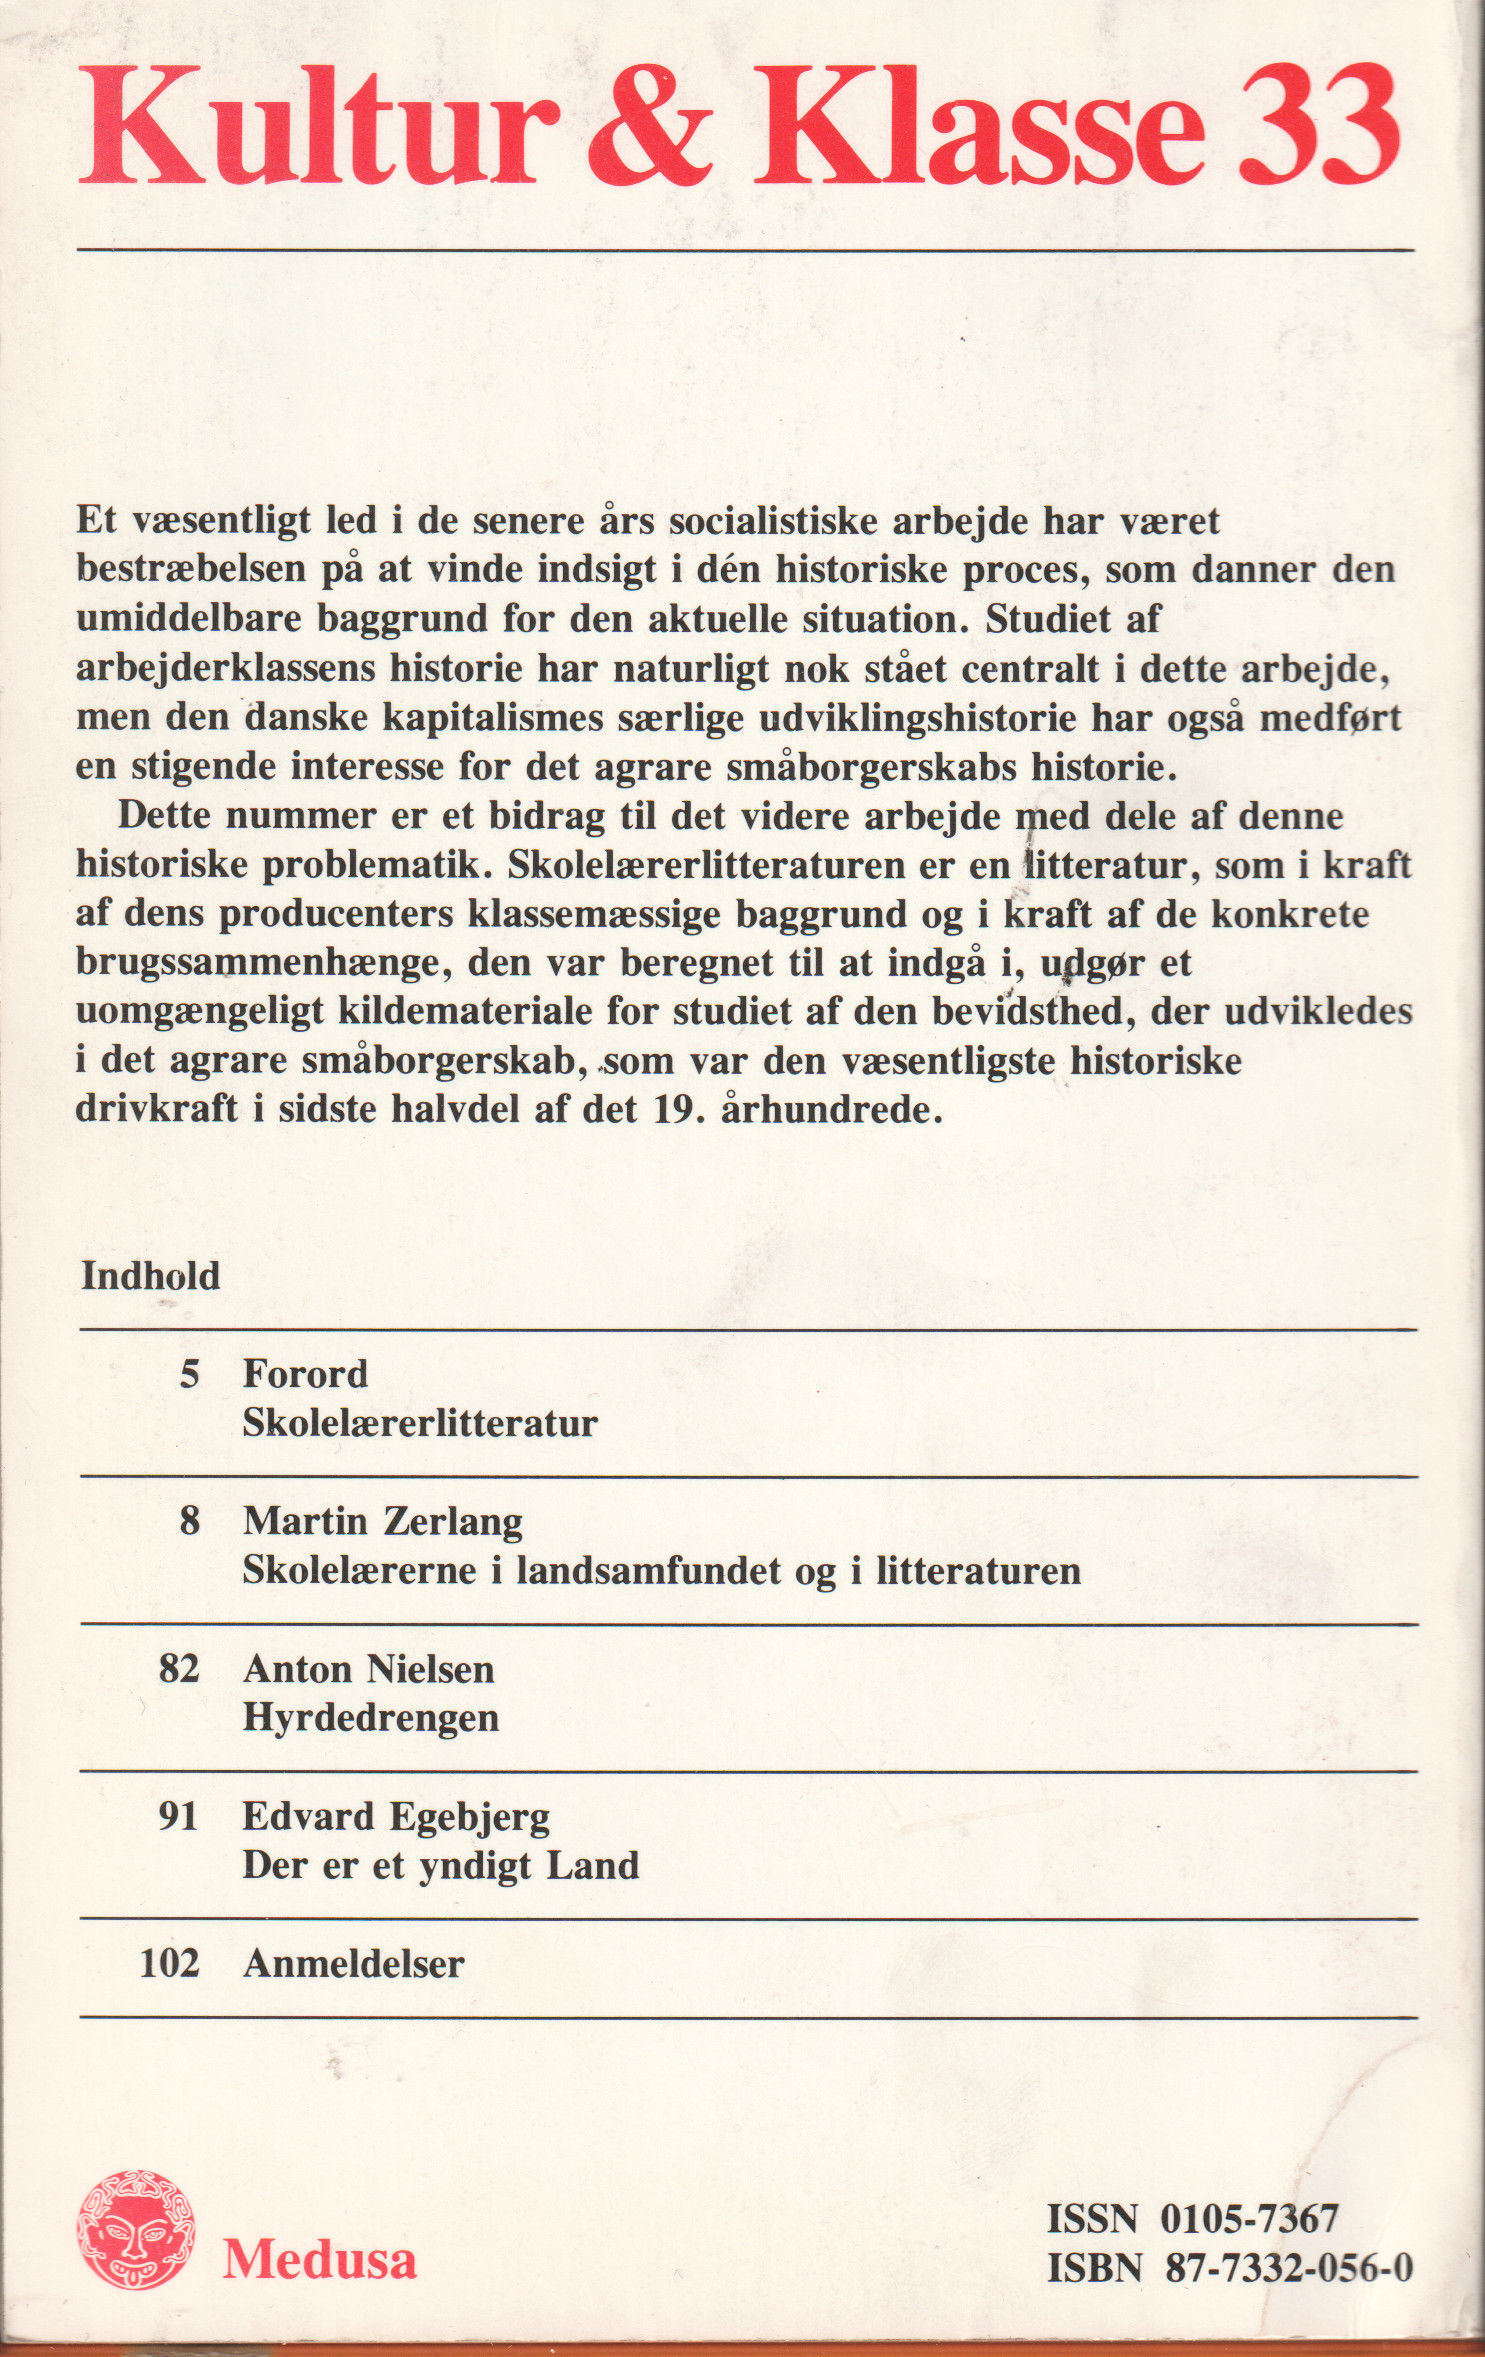 Kultur & Klasse 33
Et væsentligt led i de senere års socialistiske arbejde har været
bestræbelsen på at vinde indsigt i dén historiske proces, som danner den
umiddelbare baggrund for den aktuelle situation. Studiet af
arbejderklassens historie har naturligt nok stået centralt i dette arbejde,
men den danske kapitalismes særlige udviklingshistorie har også medført
en stigende interesse for det agrare småborgerskabs historie.
Dette nummer er et bidrag til det videre arbejde med dele af denne
historiske problematik. Skolelærerlitteraturen er en litteratur, som i kraft
af dens producenters klassemæssige baggrund og i kraft af de konkrete
brugssammenhænge, den var beregnet til at indgå i, udgør et
uomgængeligt kildemateriale for studiet af den bevidsthed, der udvikledes
i det agrare småborgerskab, som var den væsentligste historiske
drivkraft i sidste halvdel af det 19. århundrede.
Indhold
5 Forord
Skolelærerlitteratur
8 Martin Zerlang
Skolelærerne i landsamfundet og i litteraturen
82 Anton Nielsen
Hyrdedrengen
91 Edvard Egebjerg
Der er et yndigt Land
102 Anmeldelser
Medusa
ISSN 0105-7367
ISBN 87-7332-056-0